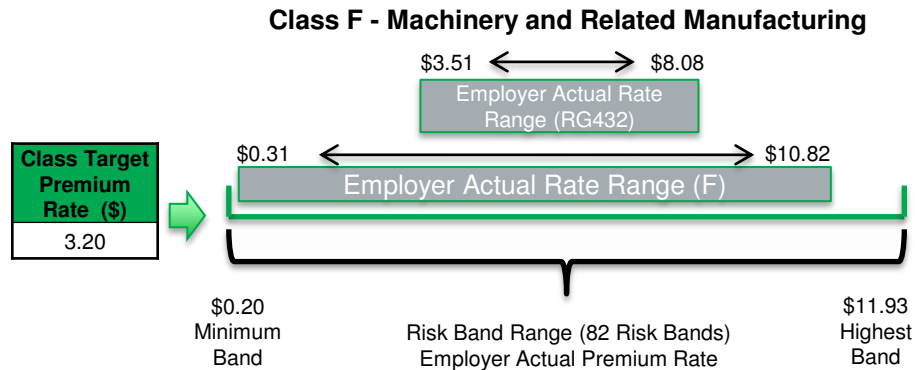 Class F - Machinery and Related Manufacturing
$3.51 $8.08
Employer Actual Rate
Range (RG432)
$0.31 $10.82
Employer Actual Rate Range (F)
Class Target
Premium
Rate ($)
3.20
$0.20
Minimum
Band
Risk Band Range (82 Risk Bands)
Employer Actual Premium Rate
$11.93
Highest
Band